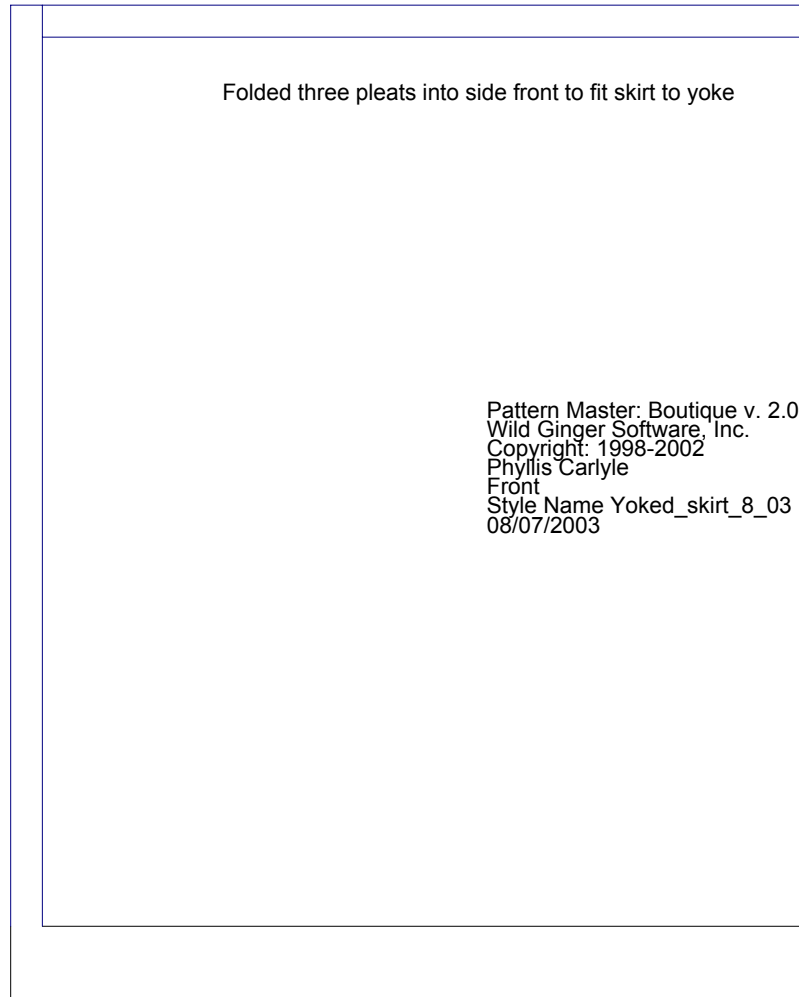 Folded three pleats into side front to fit skirt to yoke
Pattern Master: Boutique v. 2.0
Wild Ginger Software, Inc.
Copyright: 1998-2002
Phyllis Carlyle
Front
Style Name Yoked_skirt_8_03
08/07/2003